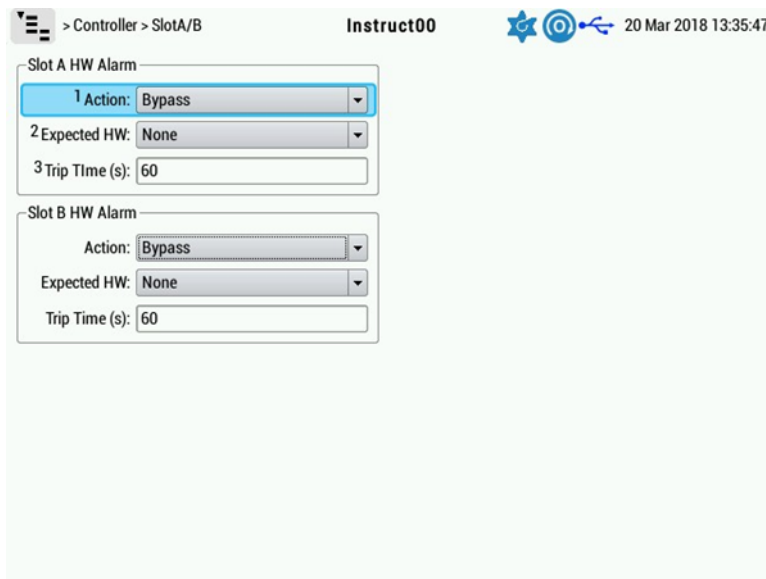 > Controller > SlotA/B Instruct00 20 Mar 2018 13:35:47
Slot A HW Alarm
1 Action: Bypass
2 Expected HW: None
3 Trip TIme (s): 60
Slot B HW Alarm
Action: Bypass
Expected HW: None
Trip Time (s): 60